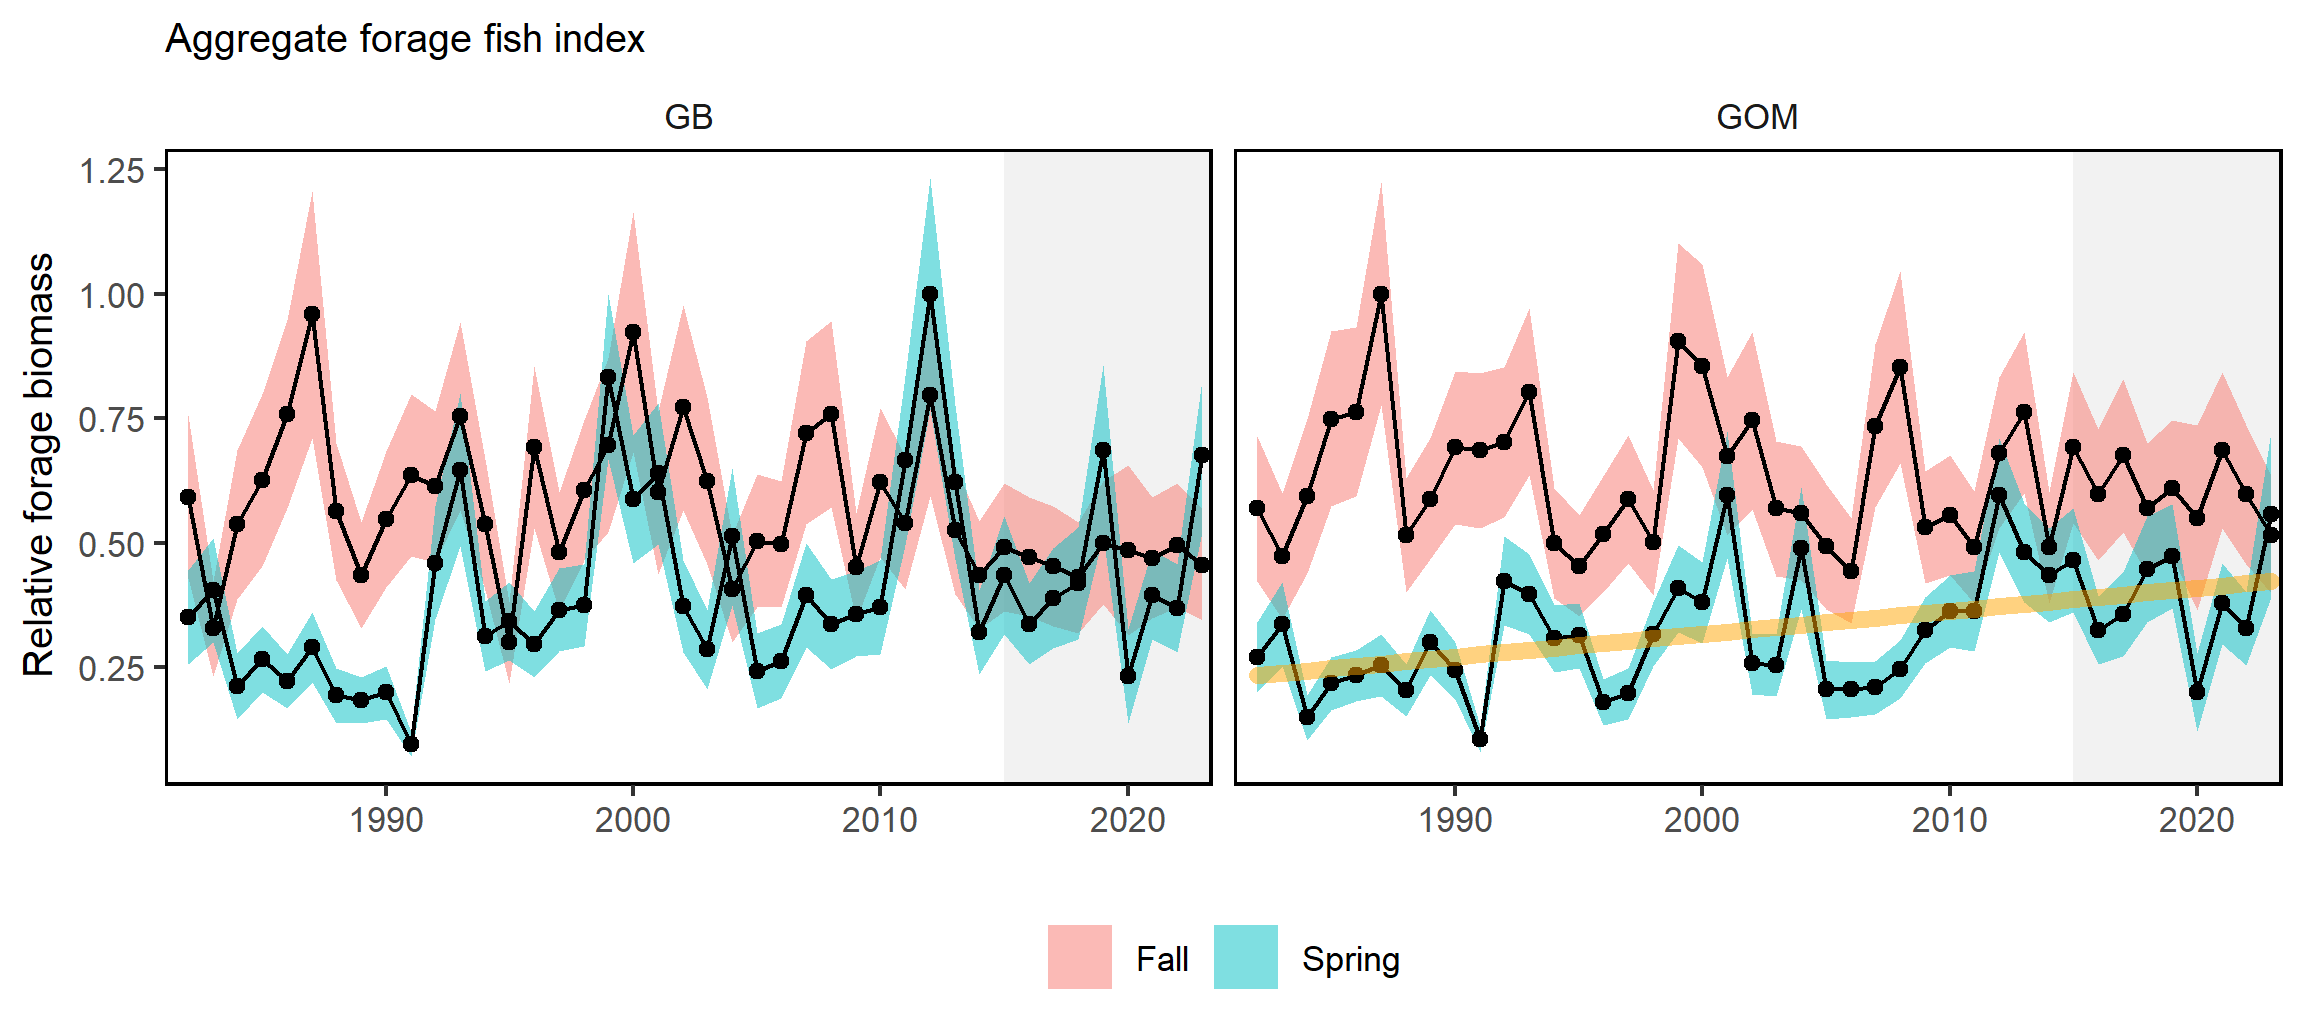 Aggregate forage fish index
GB
GOM
Relative forage biomass
1.25
1.00
0.75
0.50
0.25
1990
2000
2010
2020
1990
2000
2010
2020
Fall
Spring